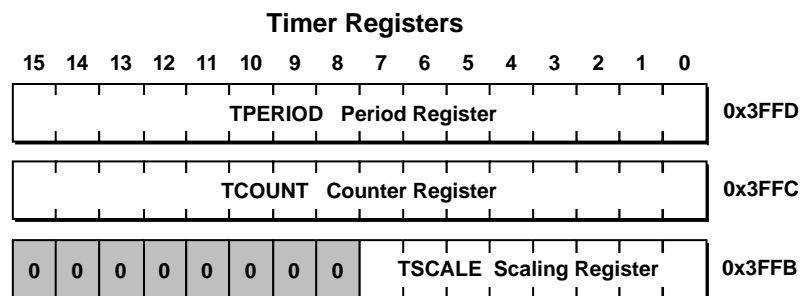 Timer Registers
15 14 13 12 11 10 9 8 7 6 5 4 3 2 1 0
TPERIOD Period Register 0x3FFD
TCOUNT Counter Register 0x3FFC
0 0 0 0 0 0 0 0 TSCALE Scaling Register 0x3FFB